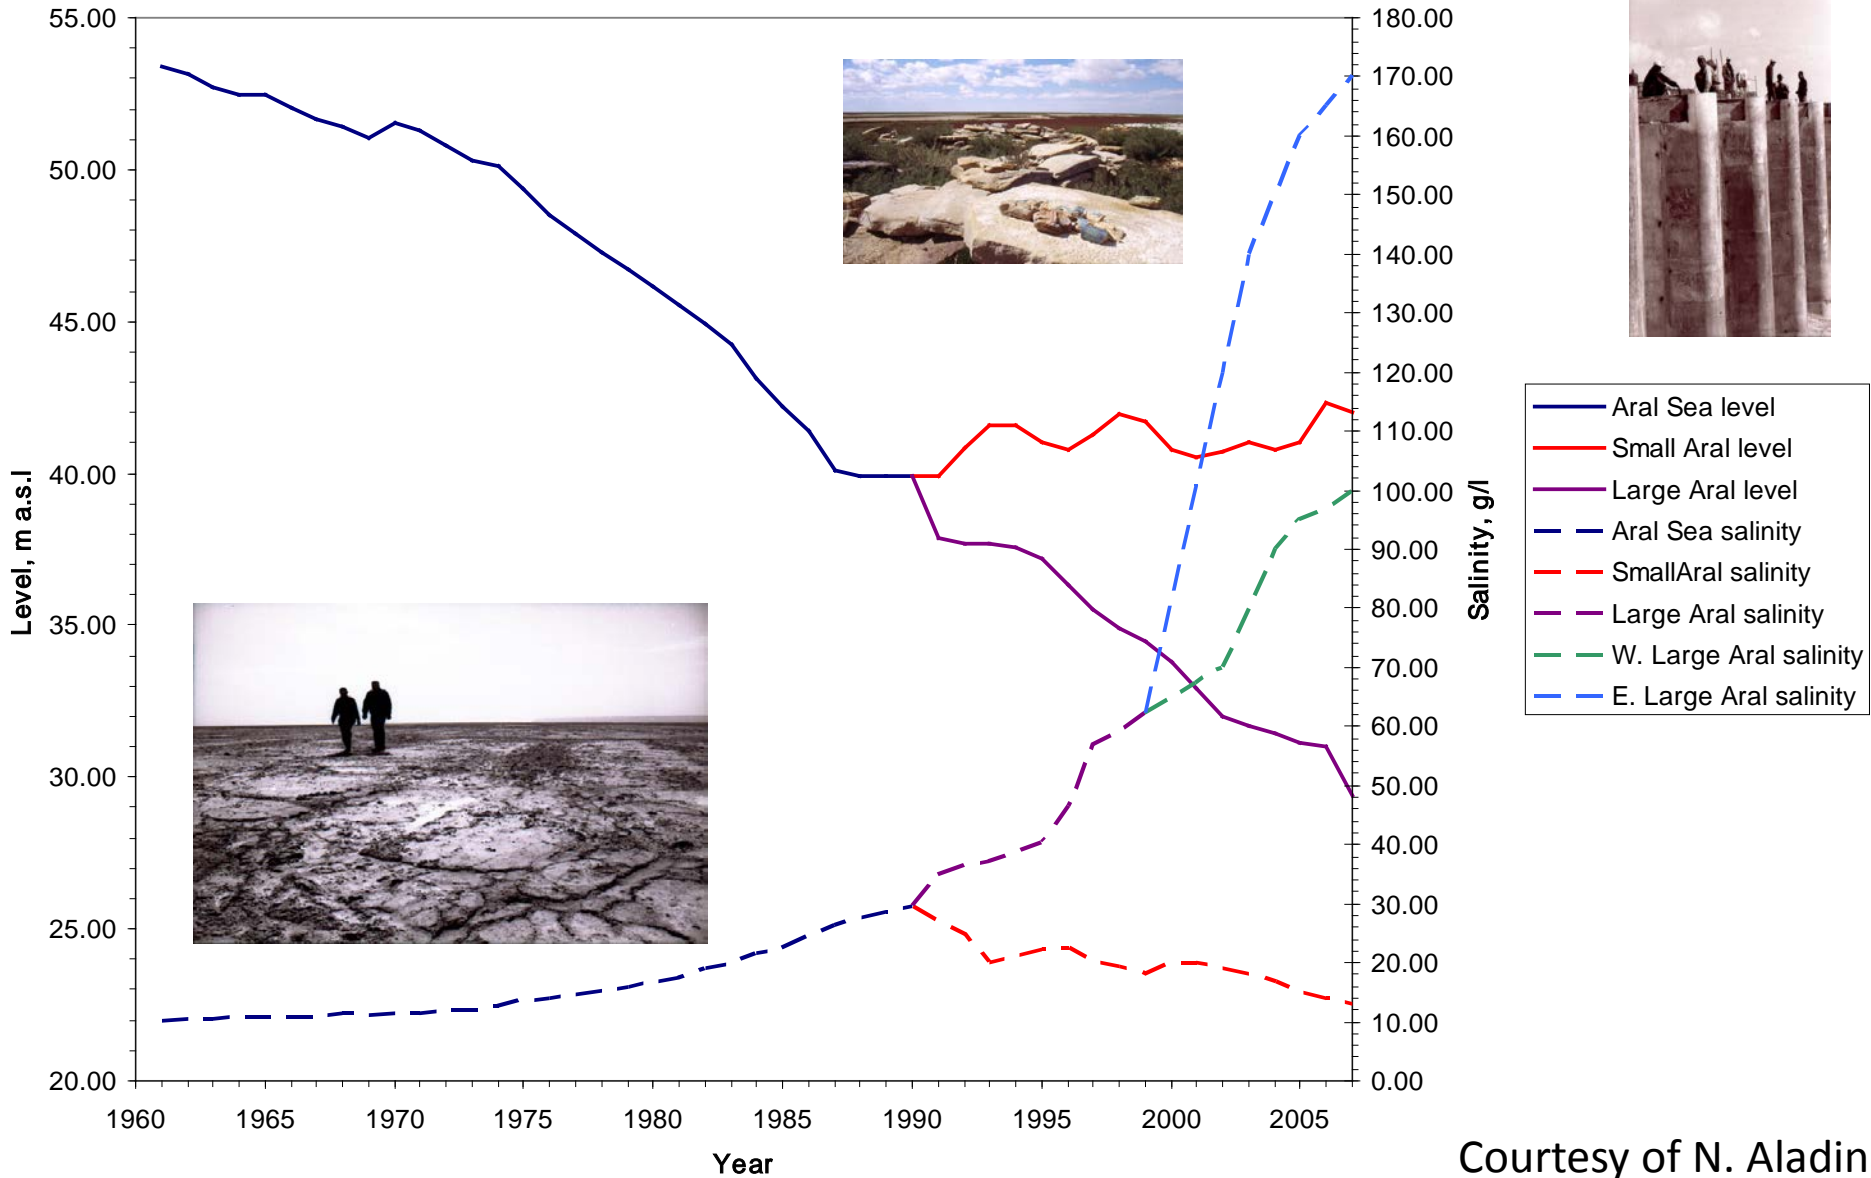 55.00
50.00
45.00
40.00
35.00
30.00
25.00
20.00
Level, m a.s.l
180.00
170.00
160.00
150.00
140.00
130.00
120.00
110.00
100.00
90.00
80.00
70.00
60.00
50.00
40.00
30.00
20.00
10.00
0.00
Salinity, g/l
1960 1965 1970 1975 1980 1985 1990 1995 2000 2005
Year
Aral Sea level
Small Aral level
Large Aral level
Aral Sea salinity
SmallAral salinity
Large Aral salinity
W. Large Aral salinity
E. Large Aral salinity
Courtesy of N. Aladin